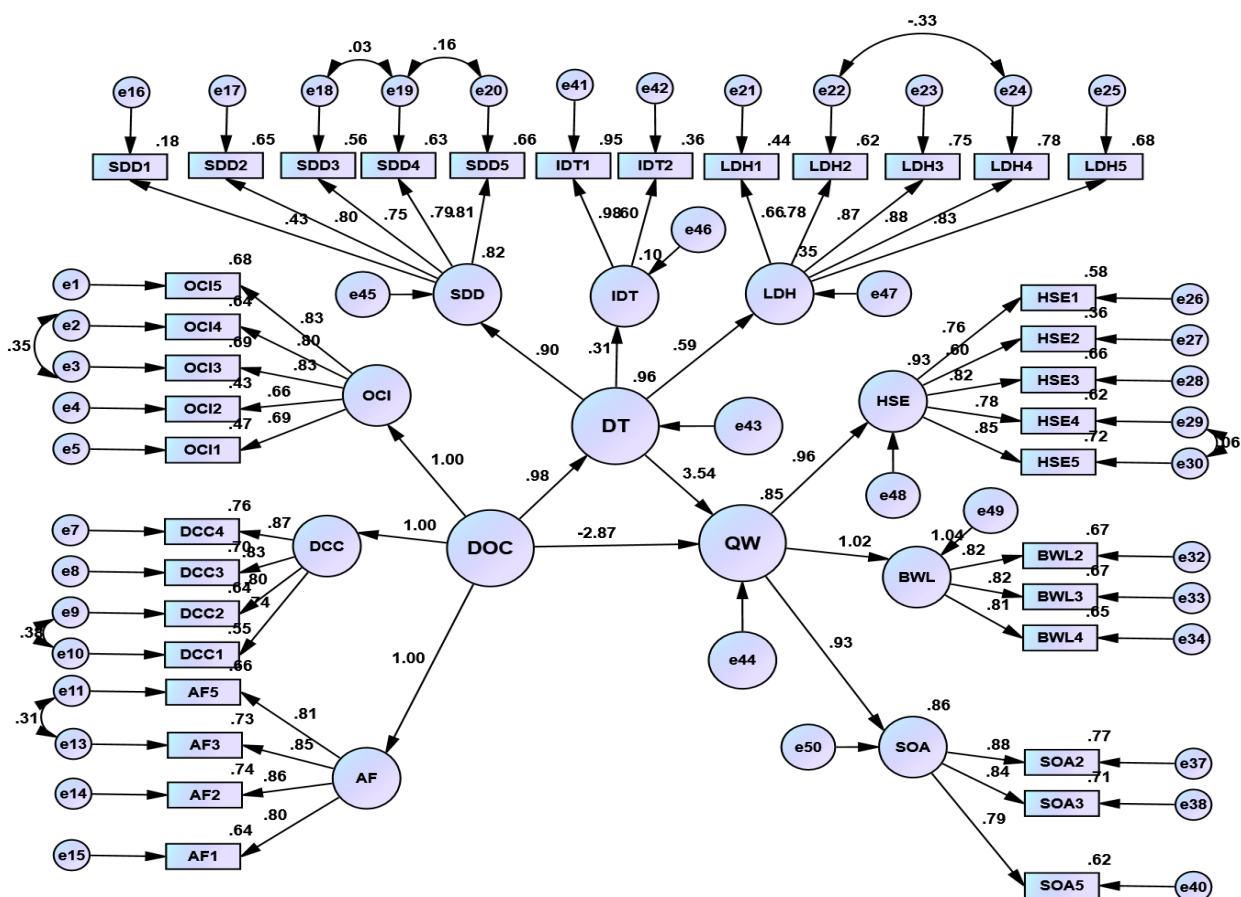 -.33
.03 .16
e16 e17 e18 e19 e20 e41 e42 e21 e22 e23 e24 e25
.18 .65 .56 .63 .66 .95 .36 .44 .62 .75 .78 .68
SDD1 SDD2 SDD3 SDD4 SDD5 IDT1 IDT2 LDH1 LDH2 LDH3 LDH4 LDH5
.43 .80 .75 .79 .81 .98 .60 .66 .78 .87 .88 .83
e46
.82 .10 .35
e45 SDD IDT LDH e47
.90 .31 .59
.68
e1 OCI5
.64
e2 OCI4 .83
.35 .69 .80
e3 OCI3 .83
.43
e4 OCI2 .66 OCI
.47 .69
e5 OCI1
.96
DT e43
.58
HSE1 e26
.76 .36
.93 .60 HSE2 e27
.66
HSE .82 HSE3 e28
.62
.78 HSE4 e29
.85 .72 .06
HSE5 e30
1.00 .98 3.54 .96
e48
.85
.76
e7 DCC4 .87 DCC 1.00 DOC -2.87 QW
.70 .83
e8 DCC3
.64 .80
e9 DCC2 .74
.38 .55
e10 DCC1
e49
1.02 1.04 .67
BWL .82 BWL2 e32
.67
.82 BWL3 e33
.65
.81 BWL4 e34
e44
1.00 .93
.66
e11 AF5
.31 .73 .81
e13 AF3 .85
.74 AF
e14 AF2 .86
.64 .80
e15 AF1
.86
e50 SOA .77
.88 SOA2 e37
.71
.84 SOA3 e38
.79
.62
SOA5 e40